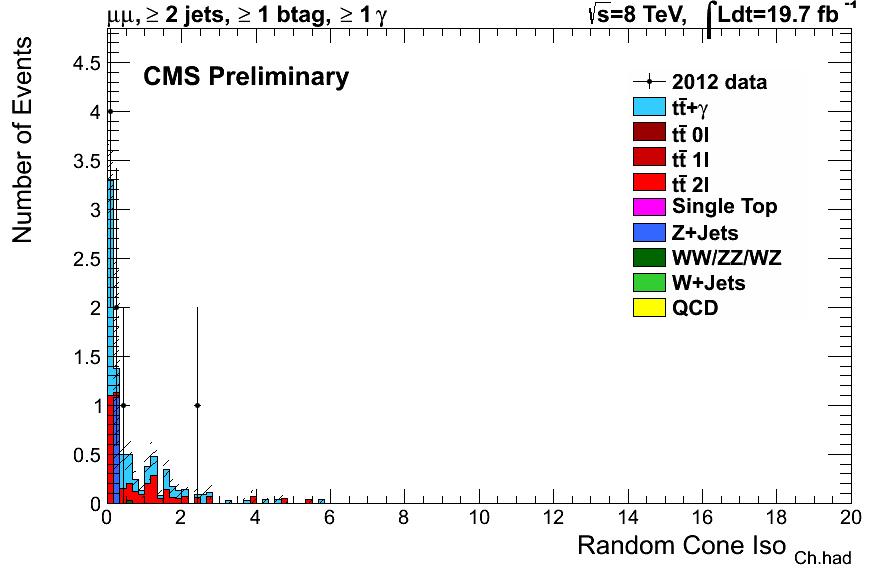 μμ, ≥ 2 jets, ≥ 1 btag, ≥ 1 γ
√s=8 TeV, ∫Ldt=19.7 fb⁻¹
CMS Preliminary
Number of Events
4.5
4
3.5
3
2.5
2
1.5
1
0.5
0
2012 data
tt̄+γ
tt̄ 0l
tt̄ 1l
tt̄ 2l
Single Top
Z+Jets
WW/ZZ/WZ
W+Jets
QCD
0 2 4 6 8 10 12 14 16 18 20
Random Cone Iso Ch.had